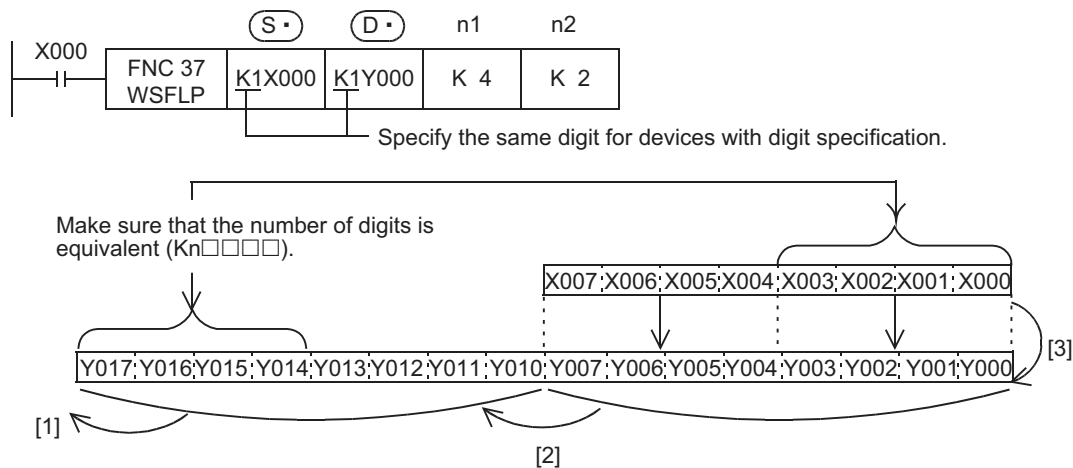 S· D· n1 n2
X000
FNC 37
WSFLP
K1X000 K1Y000 K 4 K 2
Specify the same digit for devices with digit specification.
Make sure that the number of digits is
equivalent (Kn□□□□).
X007 X006 X005 X004 X003 X002 X001 X000
[3]
Y017 Y016 Y015 Y014 Y013 Y012 Y011 Y010 Y007 Y006 Y005 Y004 Y003 Y002 Y001 Y000
[1]
[2]